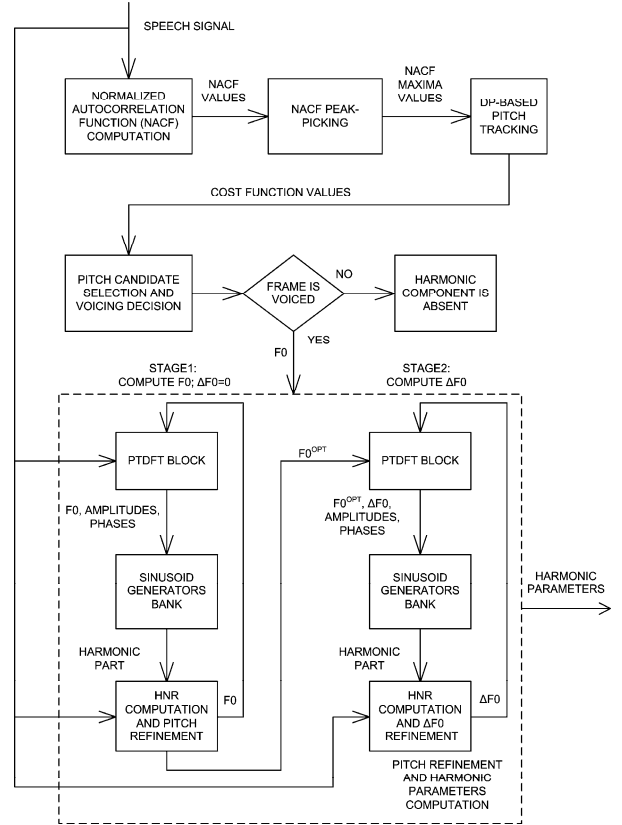 SPEECH SIGNAL
NORMALIZED
AUTOCORRELATION
FUNCTION (NACF)
COMPUTATION
NACF
VALUES
NACF PEAK-
PICKING
NACF
MAXIMA
VALUES
DP-BASED
PITCH
TRACKING
COST FUNCTION VALUES
PITCH CANDIDATE
SELECTION AND
VOICING DECISION
FRAME IS
VOICED
NO
HARMONIC
COMPONENT IS
ABSENT
YES
F0
STAGE1:
COMPUTE F0; ΔF0=0
STAGE2:
COMPUTE ΔF0
PTDFT BLOCK
F0, AMPLITUDES,
PHASES
SINUSOID
GENERATORS
BANK
HARMONIC
PART
HNR
COMPUTATION
AND PITCH
REFINEMENT
F0
F0^OPT
PTDFT BLOCK
F0^OPT, ΔF0,
AMPLITUDES,
PHASES
SINUSOID
GENERATORS
BANK
HARMONIC
PART
HNR
COMPUTATION
AND ΔF0
REFINEMENT
ΔF0
HARMONIC
PARAMETERS
PITCH REFINEMENT
AND HARMONIC
PARAMETERS
COMPUTATION